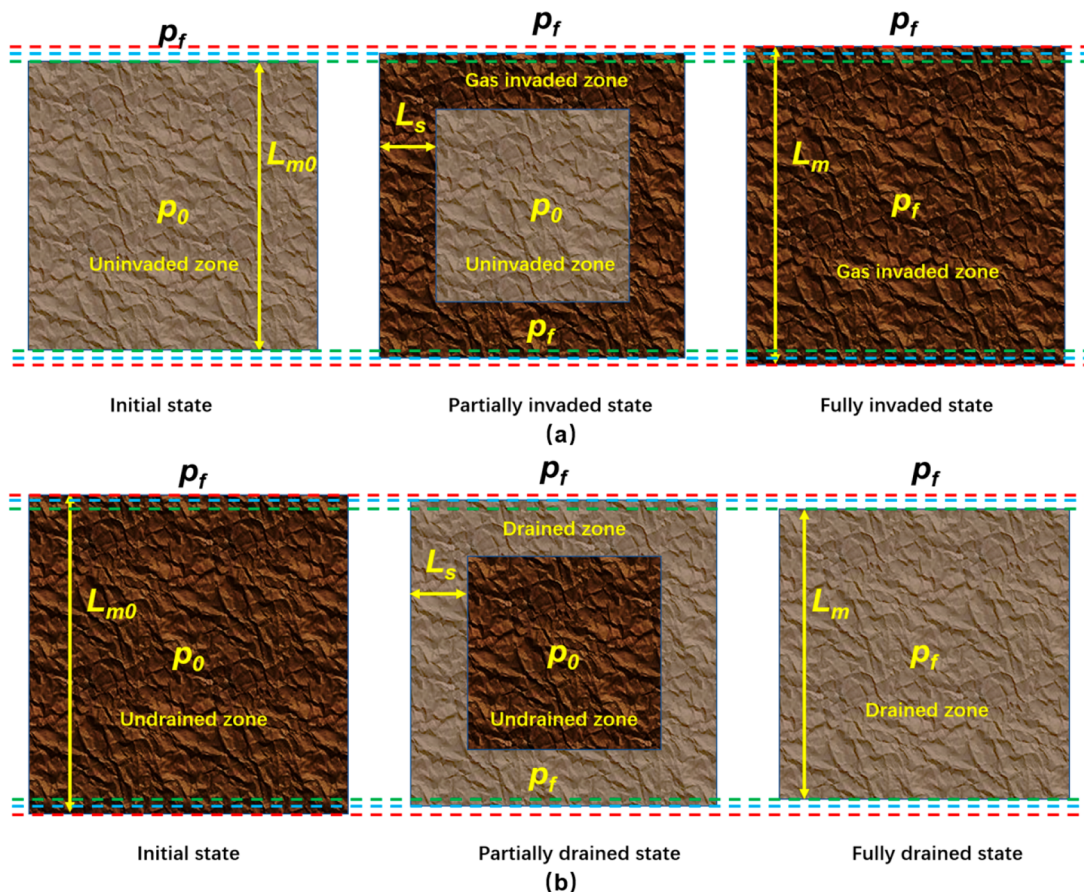 p_f p_f p_f
Gas invaded zone
L_s
L_m0 L_m
p_0 p_0 p_f
Uninvaded zone Uninvaded zone Gas invaded zone
p_f
Initial state Partially invaded state Fully invaded state
(a)
p_f p_f p_f
Drained zone
L_s
L_m0 L_m
p_0 p_0 p_f
Undrained zone Undrained zone Drained zone
p_f
Initial state Partially drained state Fully drained state
(b)